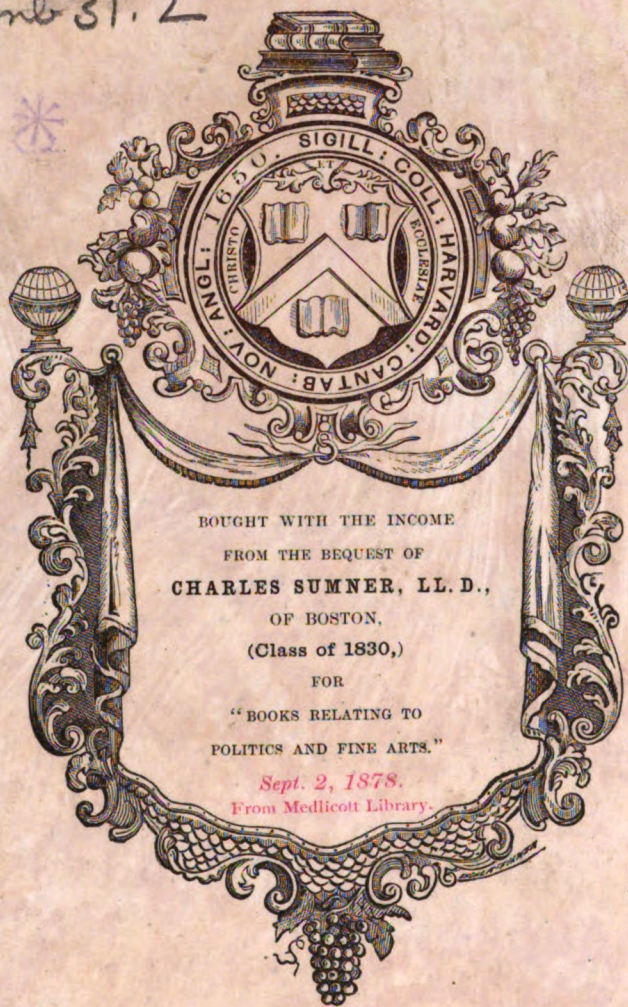 31.2
SIGILL: COLL: HARVARD: CANTAB: NOV: ANGL: 1650.
ET
CHRISTO
ECCLESIAE
BOUGHT WITH THE INCOME
FROM THE BEQUEST OF
CHARLES SUMNER, LL.D.,
OF BOSTON,
(Class of 1830,)
FOR
“BOOKS RELATING TO
POLITICS AND FINE ARTS.”
Sept. 2, 1878.
From Medlicott Library.